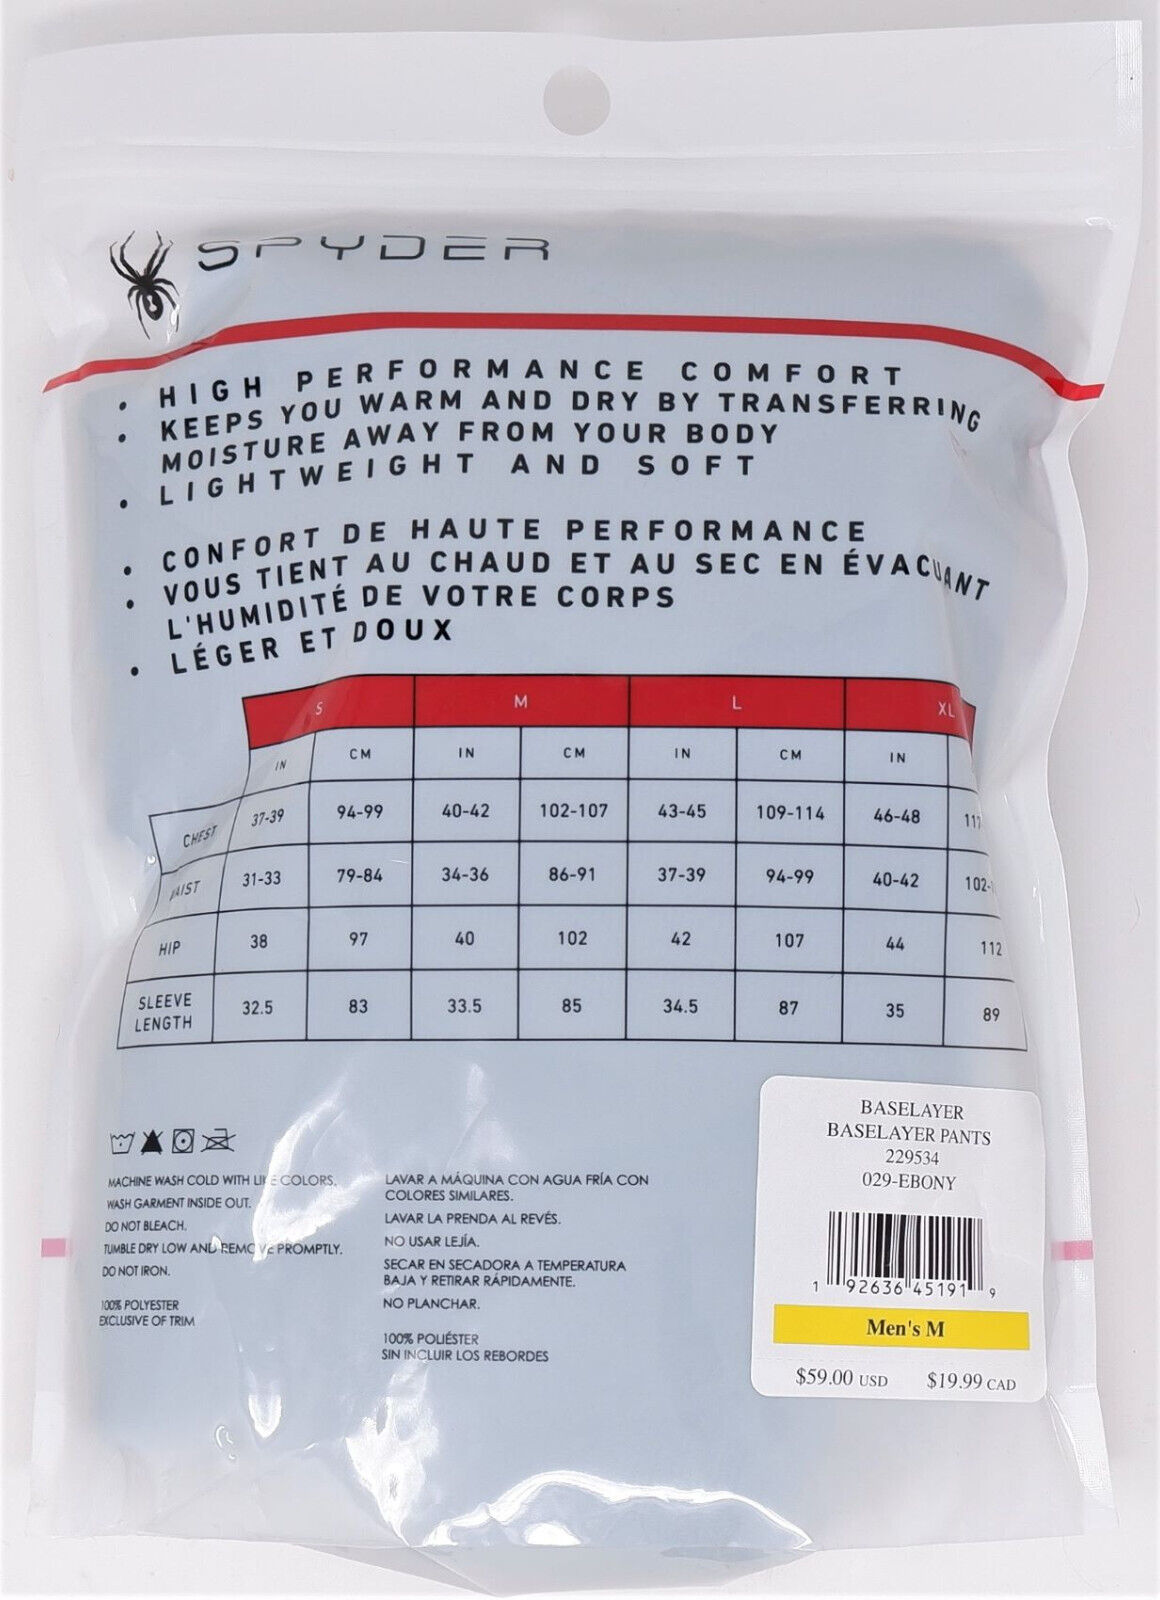 SPYDER
• HIGH PERFORMANCE COMFORT
• KEEPS YOU WARM AND DRY BY TRANSFERRING
MOISTURE AWAY FROM YOUR BODY
• LIGHTWEIGHT AND SOFT
• CONFORT DE HAUTE PERFORMANCE
• VOUS TIENT AU CHAUD ET AU SEC EN ÉVACUANT
L'HUMIDITÉ DE VOTRE CORPS
• LÉGER ET DOUX
S M L XL
IN CM IN CM IN CM IN
CHEST 37-39 94-99 40-42 102-107 43-45 109-114 46-48
WAIST 31-33 79-84 34-36 86-91 37-39 94-99 40-42
HIP 38 97 40 102 42 107 44 112
SLEEVE
LENGTH 32.5 83 33.5 85 34.5 87 35 89
MACHINE WASH COLD WITH LIKE COLORS.
WASH GARMENT INSIDE OUT.
DO NOT BLEACH.
TUMBLE DRY LOW AND REMOVE PROMPTLY.
DO NOT IRON.
100% POLYESTER
EXCLUSIVE OF TRIM
LAVAR A MÁQUINA CON AGUA FRÍA CON
COLORES SIMILARES.
LAVAR LA PRENDA AL REVÉS.
NO USAR LEJÍA.
SECAR EN SECADORA A TEMPERATURA
BAJA Y RETIRAR RÁPIDAMENTE.
NO PLANCHAR.
100% POLIÉSTER
SIN INCLUIR LOS REBORDES
BASELAYER
BASELAYER PANTS
229534
029-EBONY
1 92636 45191 9
Men's M
$59.00 USD $19.99 CAD